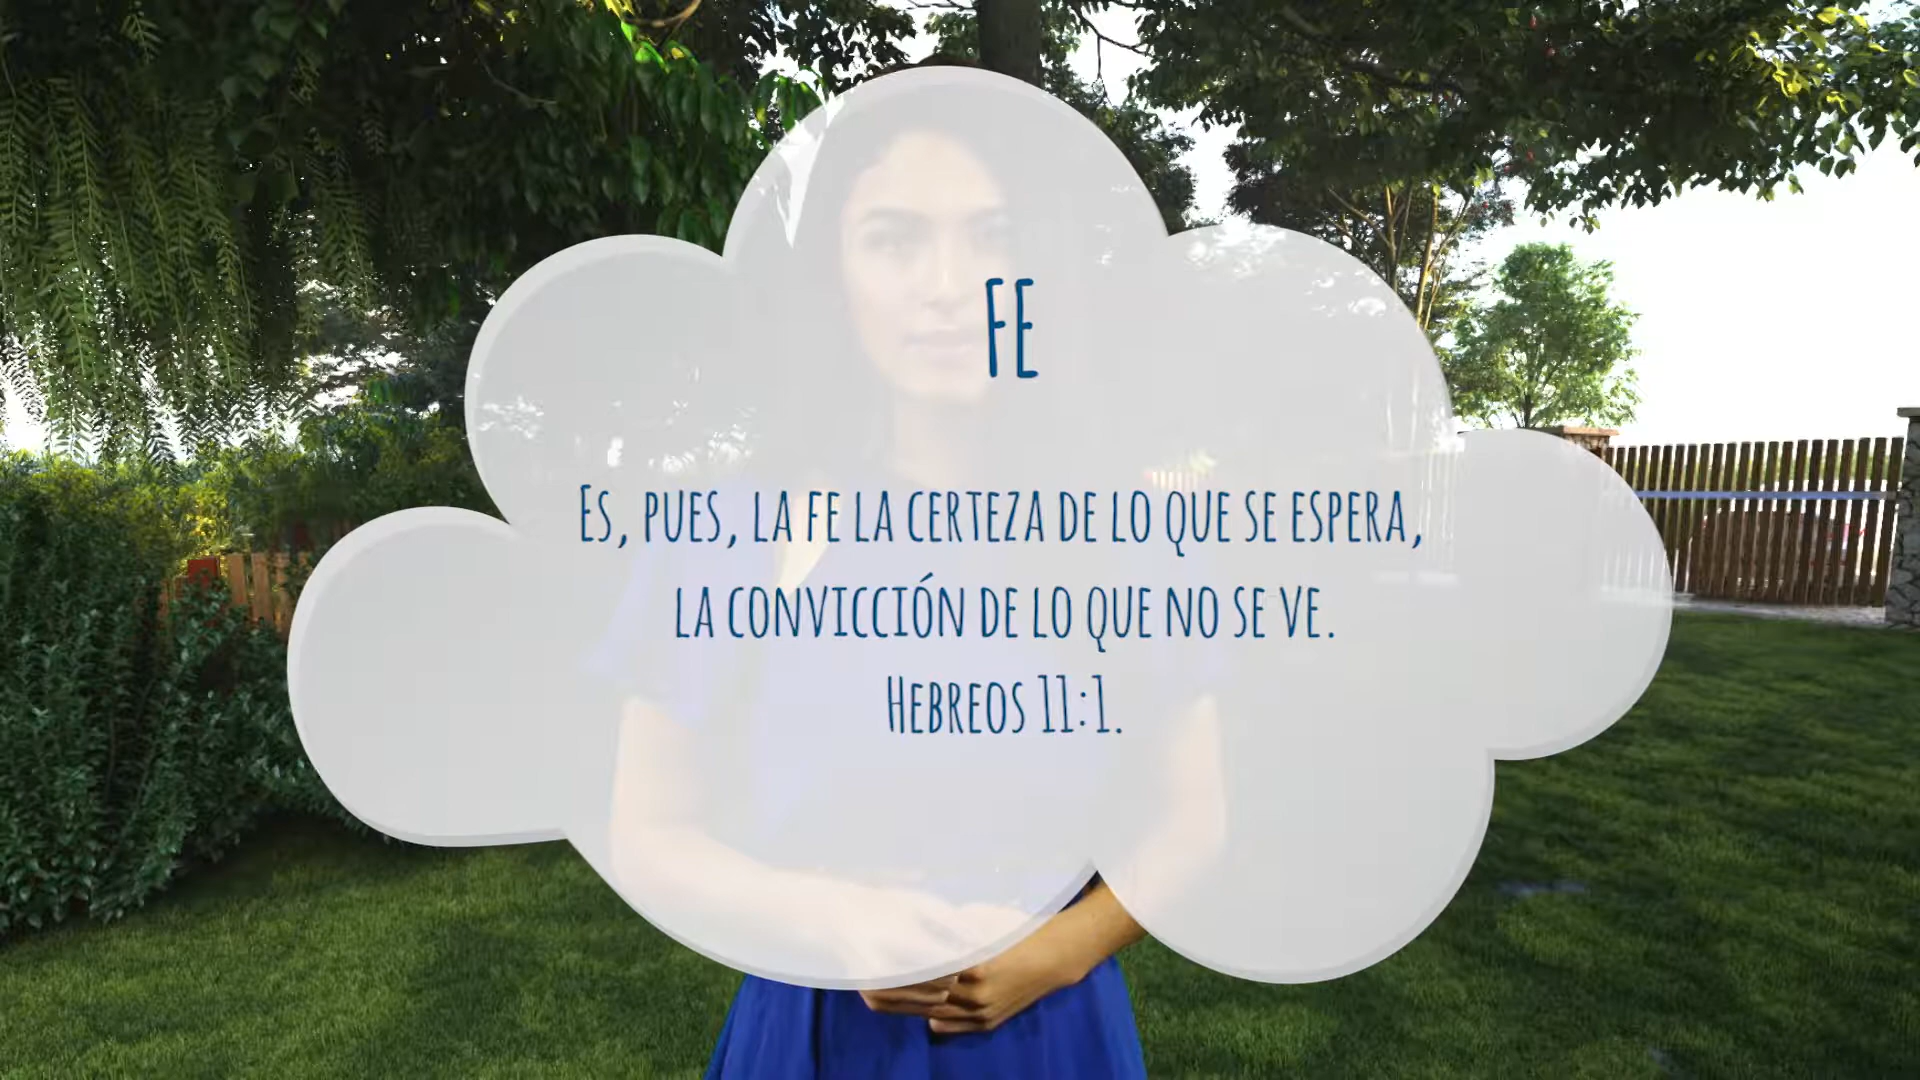 FE
Es, pues, la fe la certeza de lo que se espera,
la convicción de lo que no se ve.
Hebreos 11:1.